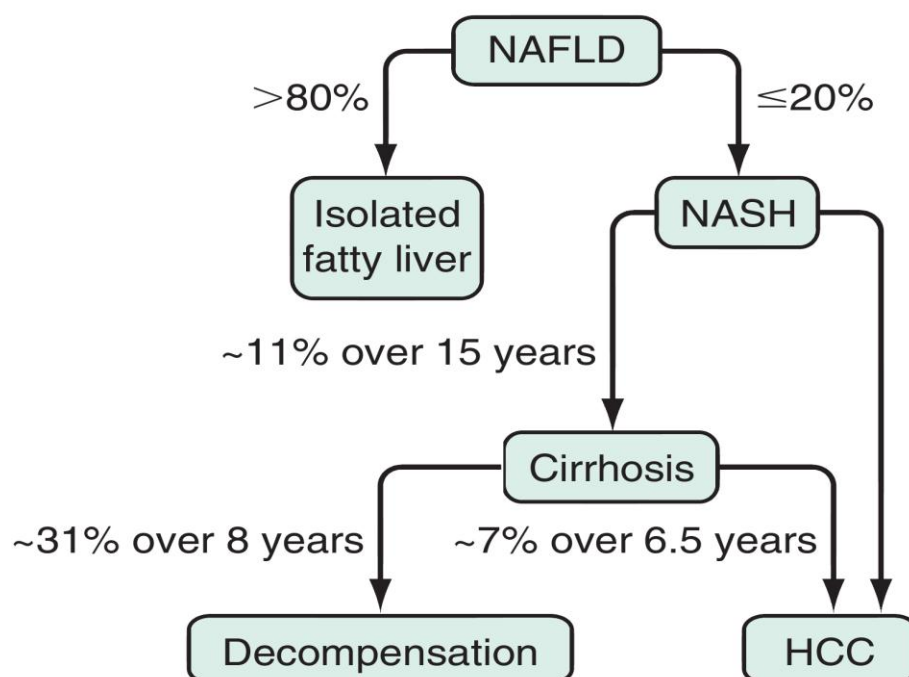 NAFLD
>80%
≤20%
Isolated
fatty liver
NASH
~11% over 15 years
Cirrhosis
~31% over 8 years
~7% over 6.5 years
Decompensation
HCC